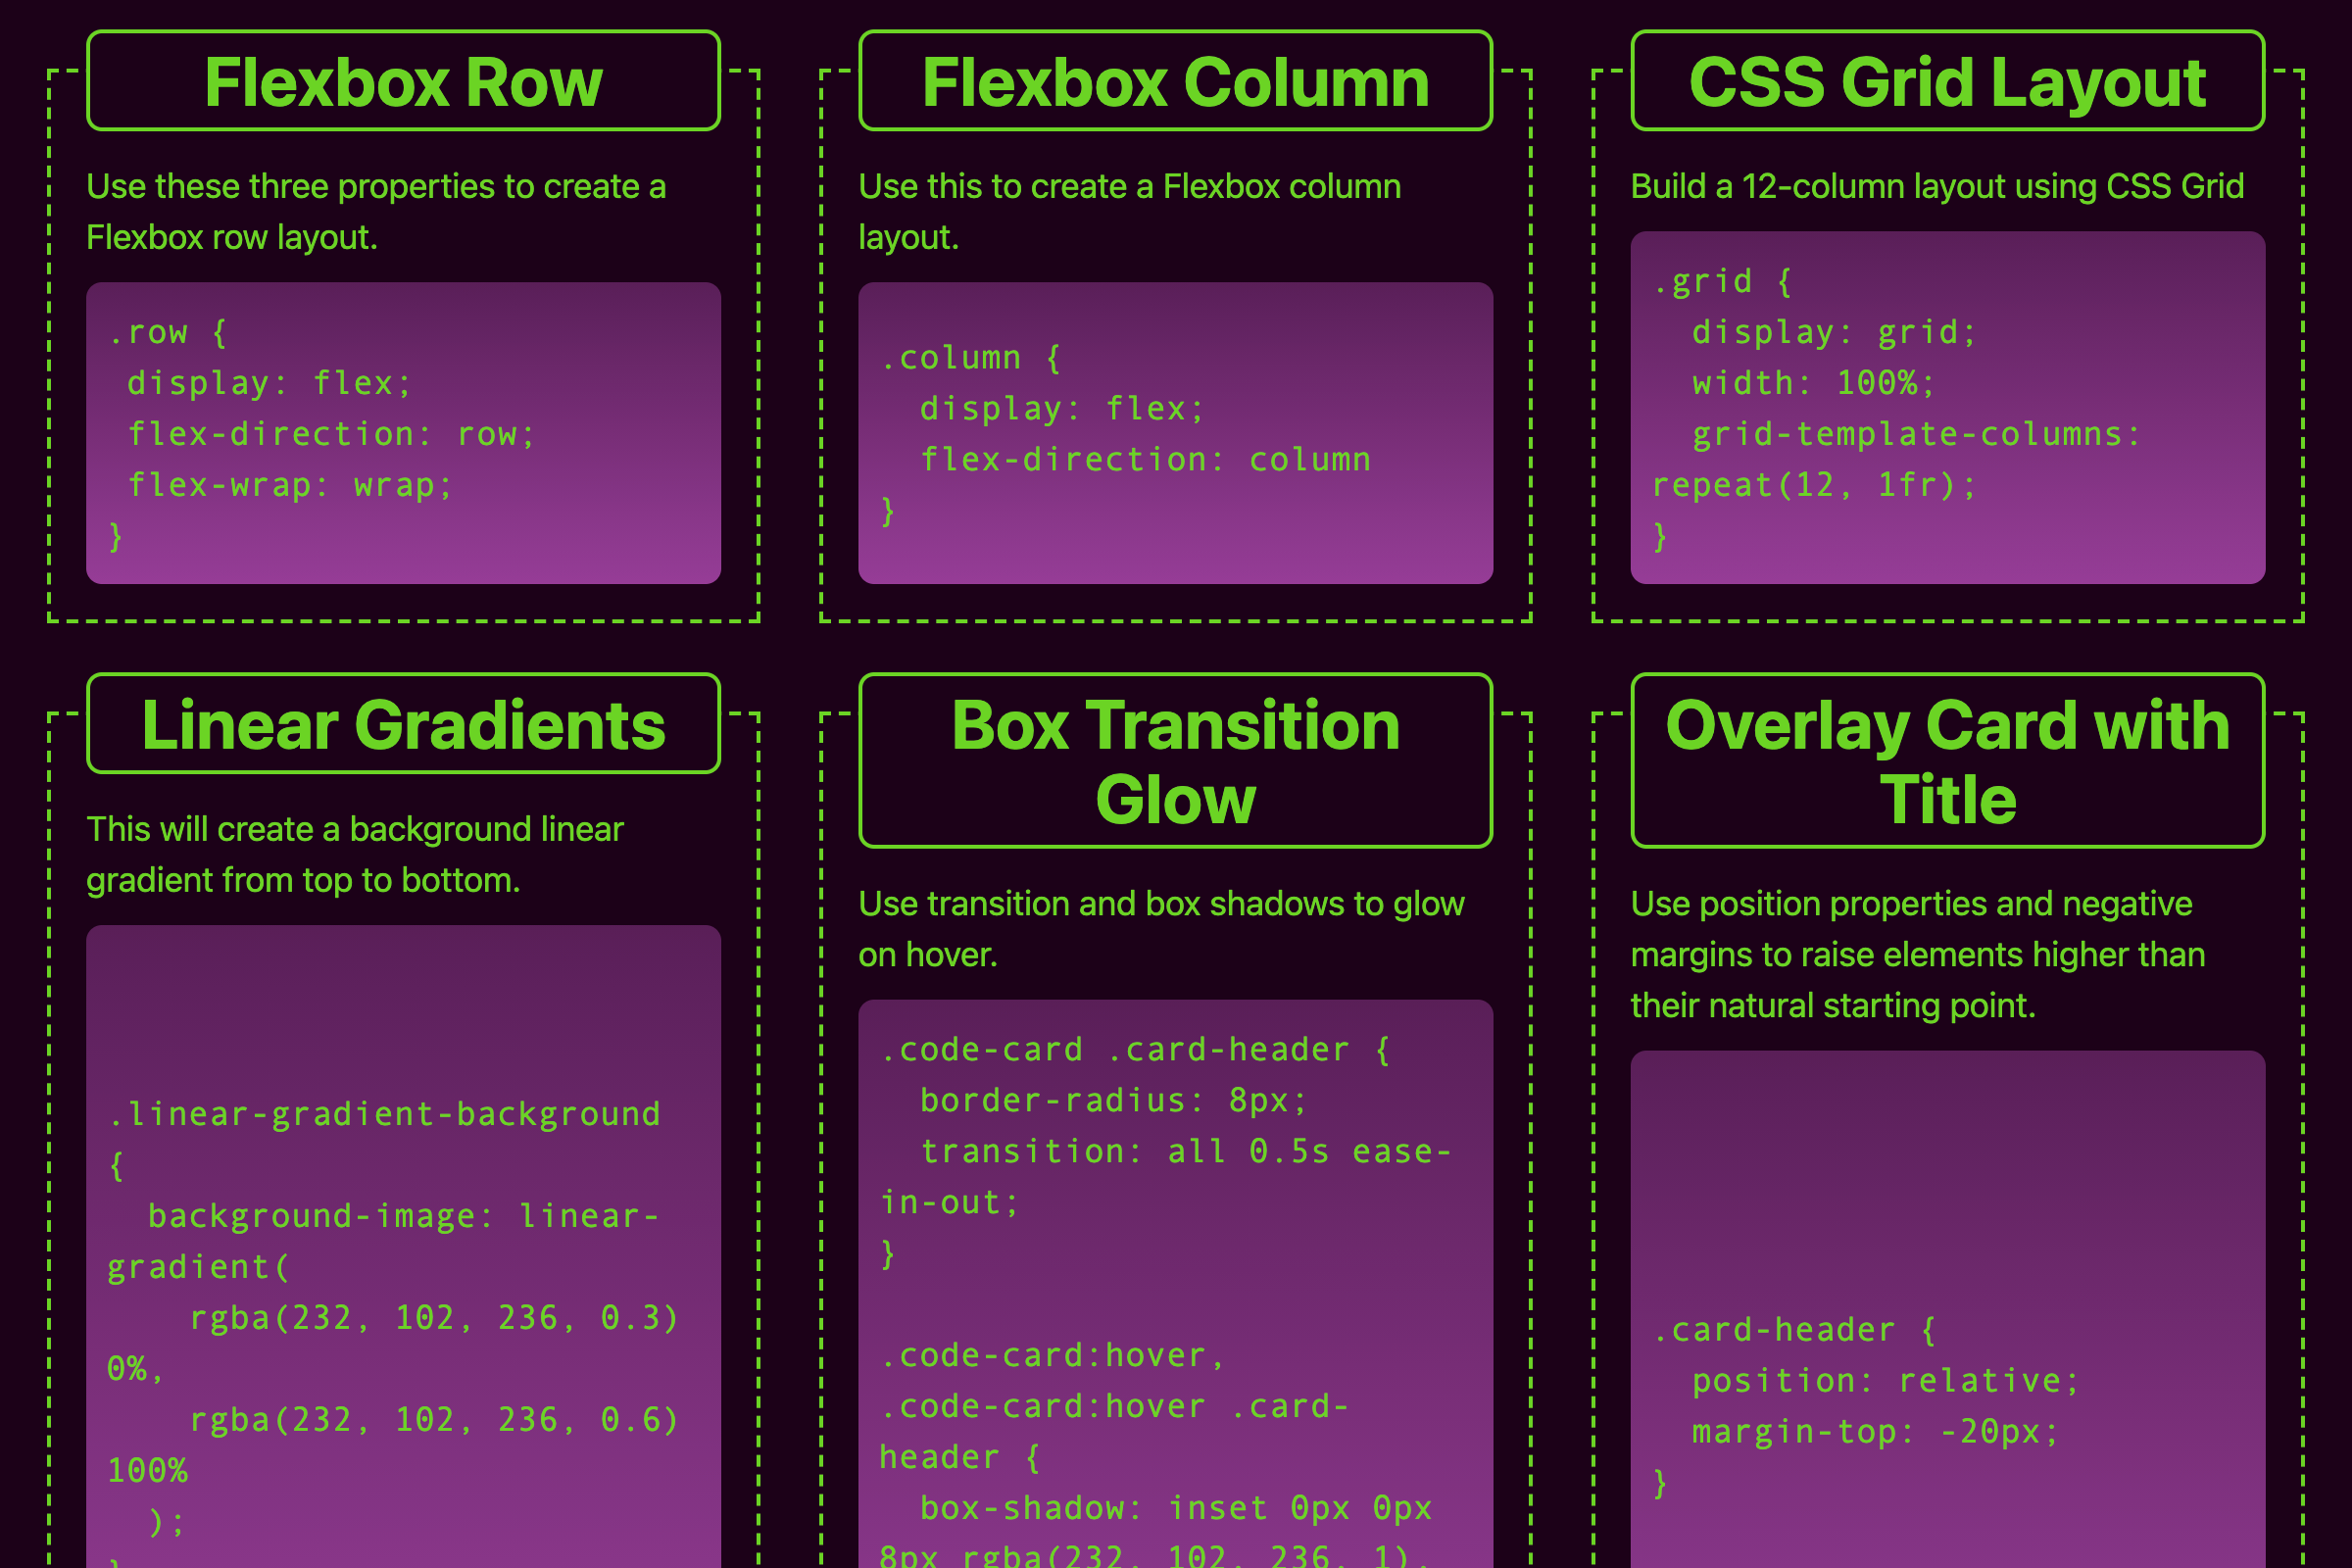 Flexbox Row
Use these three properties to create a
Flexbox row layout.
.row {
 display: flex;
 flex-direction: row;
 flex-wrap: wrap;
}
Flexbox Column
Use this to create a Flexbox column
layout.
.column {
  display: flex;
  flex-direction: column
}
CSS Grid Layout
Build a 12-column layout using CSS Grid
.grid {
  display: grid;
  width: 100%;
  grid-template-columns:
repeat(12, 1fr);
}
Linear Gradients
This will create a background linear
gradient from top to bottom.
.linear-gradient-background
{
  background-image: linear-
gradient(
    rgba(232, 102, 236, 0.3)
0%,
    rgba(232, 102, 236, 0.6)
100%
  );
}
Box Transition
Glow
Use transition and box shadows to glow
on hover.
.code-card .card-header {
  border-radius: 8px;
  transition: all 0.5s ease-
in-out;
}
.code-card:hover,
.code-card:hover .card-
header {
  box-shadow: inset 0px 0px
8px rgba(232, 102, 236, 1),
Overlay Card with
Title
Use position properties and negative
margins to raise elements higher than
their natural starting point.
.card-header {
  position: relative;
  margin-top: -20px;
}